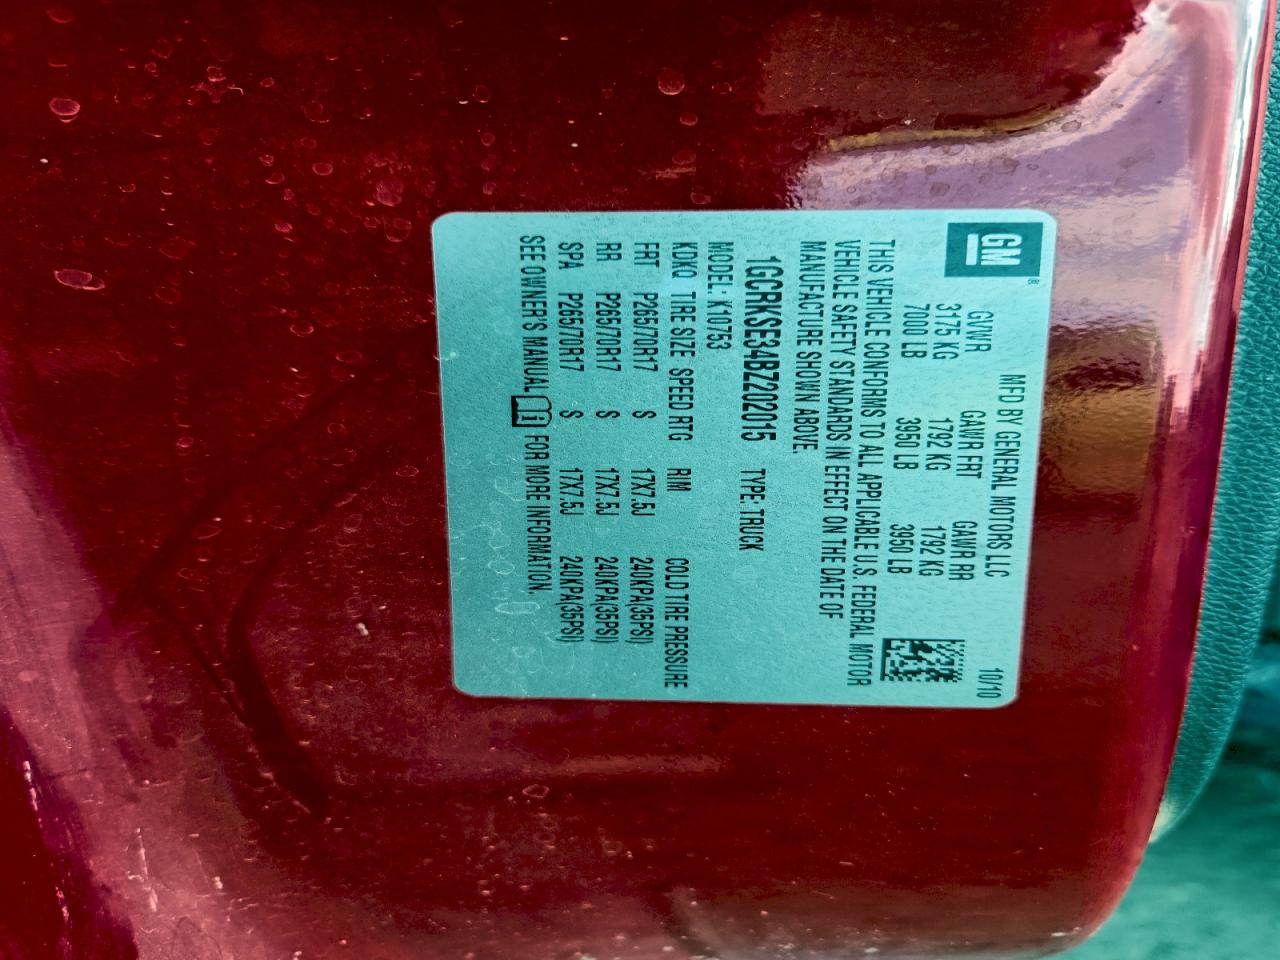 GM
MFD BY GENERAL MOTORS LLC 10/10
GVWR GAWR FRT GAWR RR
3175 KG 1792 KG 1792 KG
7000 LB 3950 LB 3950 LB
THIS VEHICLE CONFORMS TO ALL APPLICABLE U.S. FEDERAL MOTOR
VEHICLE SAFETY STANDARDS IN EFFECT ON THE DATE OF
MANUFACTURE SHOWN ABOVE.
1GCRKSE34BZ202015 TYPE: TRUCK
MODEL: K10753
KDKQ TIRE SIZE SPEED RTG RIM COLD TIRE PRESSURE
FRT P265/70R17 S 17X7.5J 240KPA(35PSI)
RR P265/70R17 S 17X7.5J 240KPA(35PSI)
SPA P265/70R17 S 17X7.5J 240KPA(35PSI)
SEE OWNER'S MANUAL FOR MORE INFORMATION.